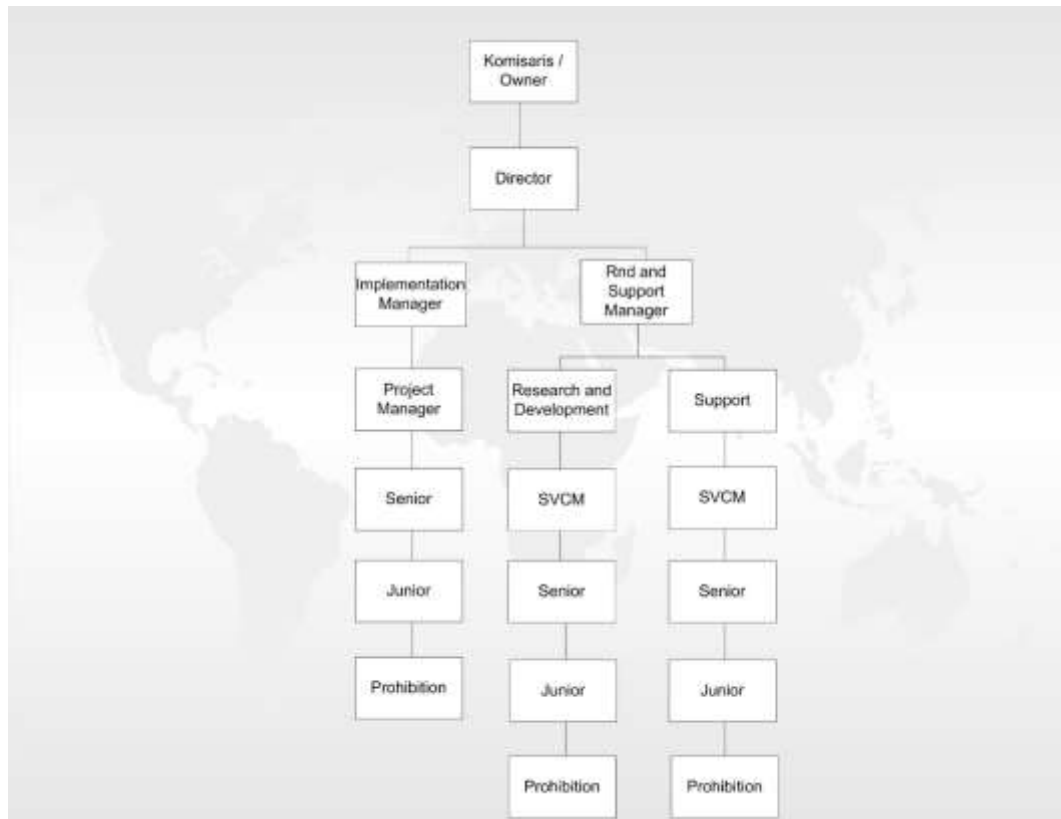 Komisaris /
Owner
Director
Implementation
Manager
Rnd and
Support
Manager
Project
Manager
Research and
Development
Support
Senior
SVCM
SVCM
Junior
Senior
Senior
Prohibition
Junior
Junior
Prohibition
Prohibition